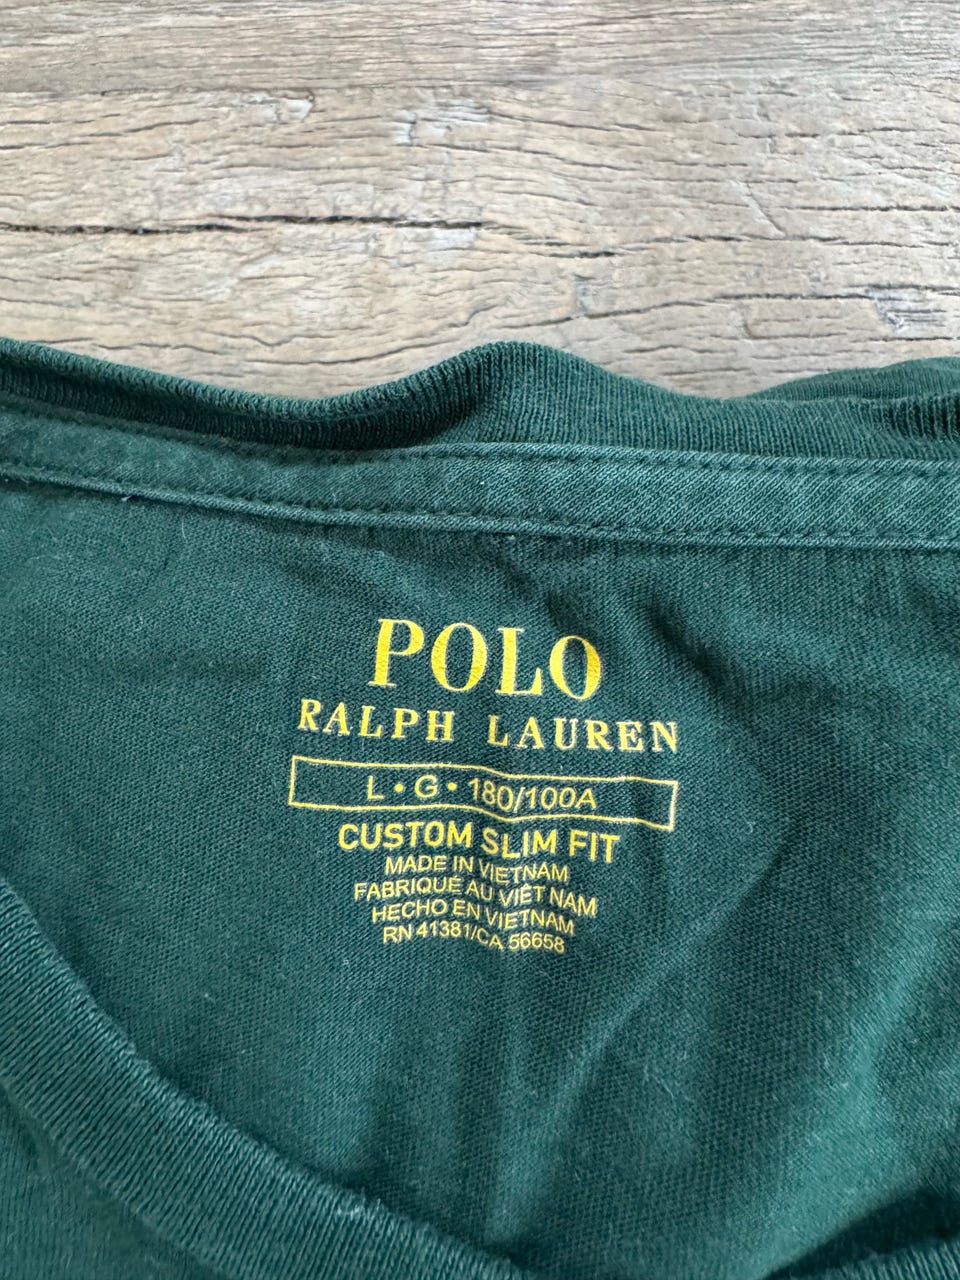 POLO
RALPH LAUREN
L • G • 180/100A
CUSTOM SLIM FIT
MADE IN VIETNAM
FABRIQUÉ AU VIÊT NAM
HECHO EN VIETNAM
RN 41381/CA 56658